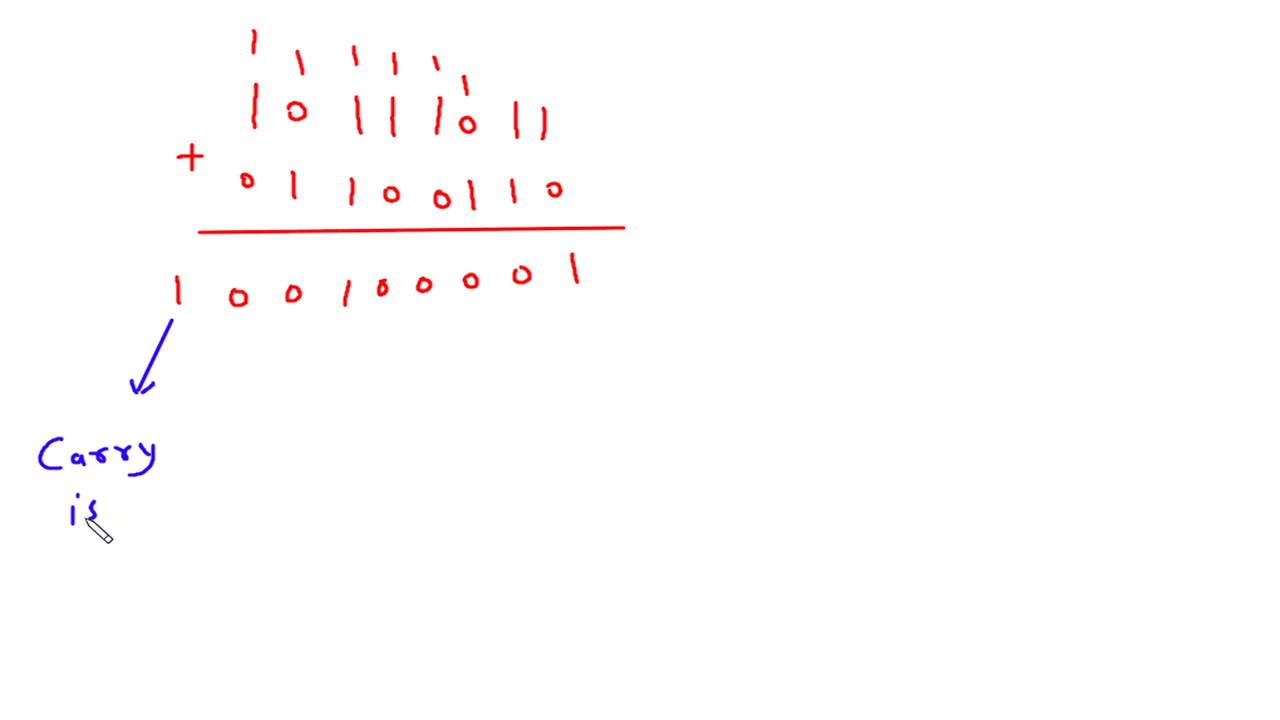 1 1 1 1 1 1
1 0 1 1 1 0 1 1
+ 0 1 1 0 0 1 1 0
1 0 0 1 0 0 0 0 1
Carry
is